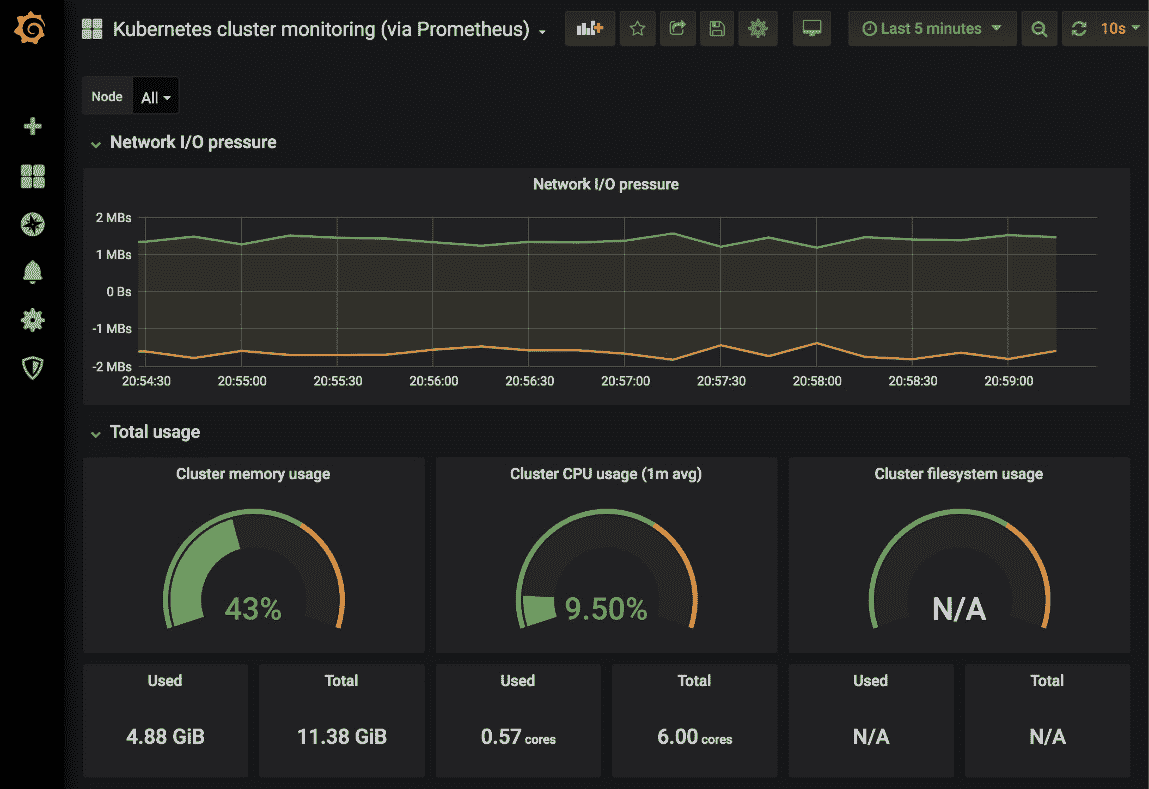 Kubernetes cluster monitoring (via Prometheus)
Last 5 minutes
10s
Node
All
Network I/O pressure
Network I/O pressure
2 MBs
1 MBs
0 Bs
-1 MBs
-2 MBs
20:54:30 20:55:00 20:55:30 20:56:00 20:56:30 20:57:00 20:57:30 20:58:00 20:58:30 20:59:00
Total usage
Cluster memory usage
43%
Cluster CPU usage (1m avg)
9.50%
Cluster filesystem usage
N/A
Used
4.88 GiB
Total
11.38 GiB
Used
0.57 cores
Total
6.00 cores
Used
N/A
Total
N/A